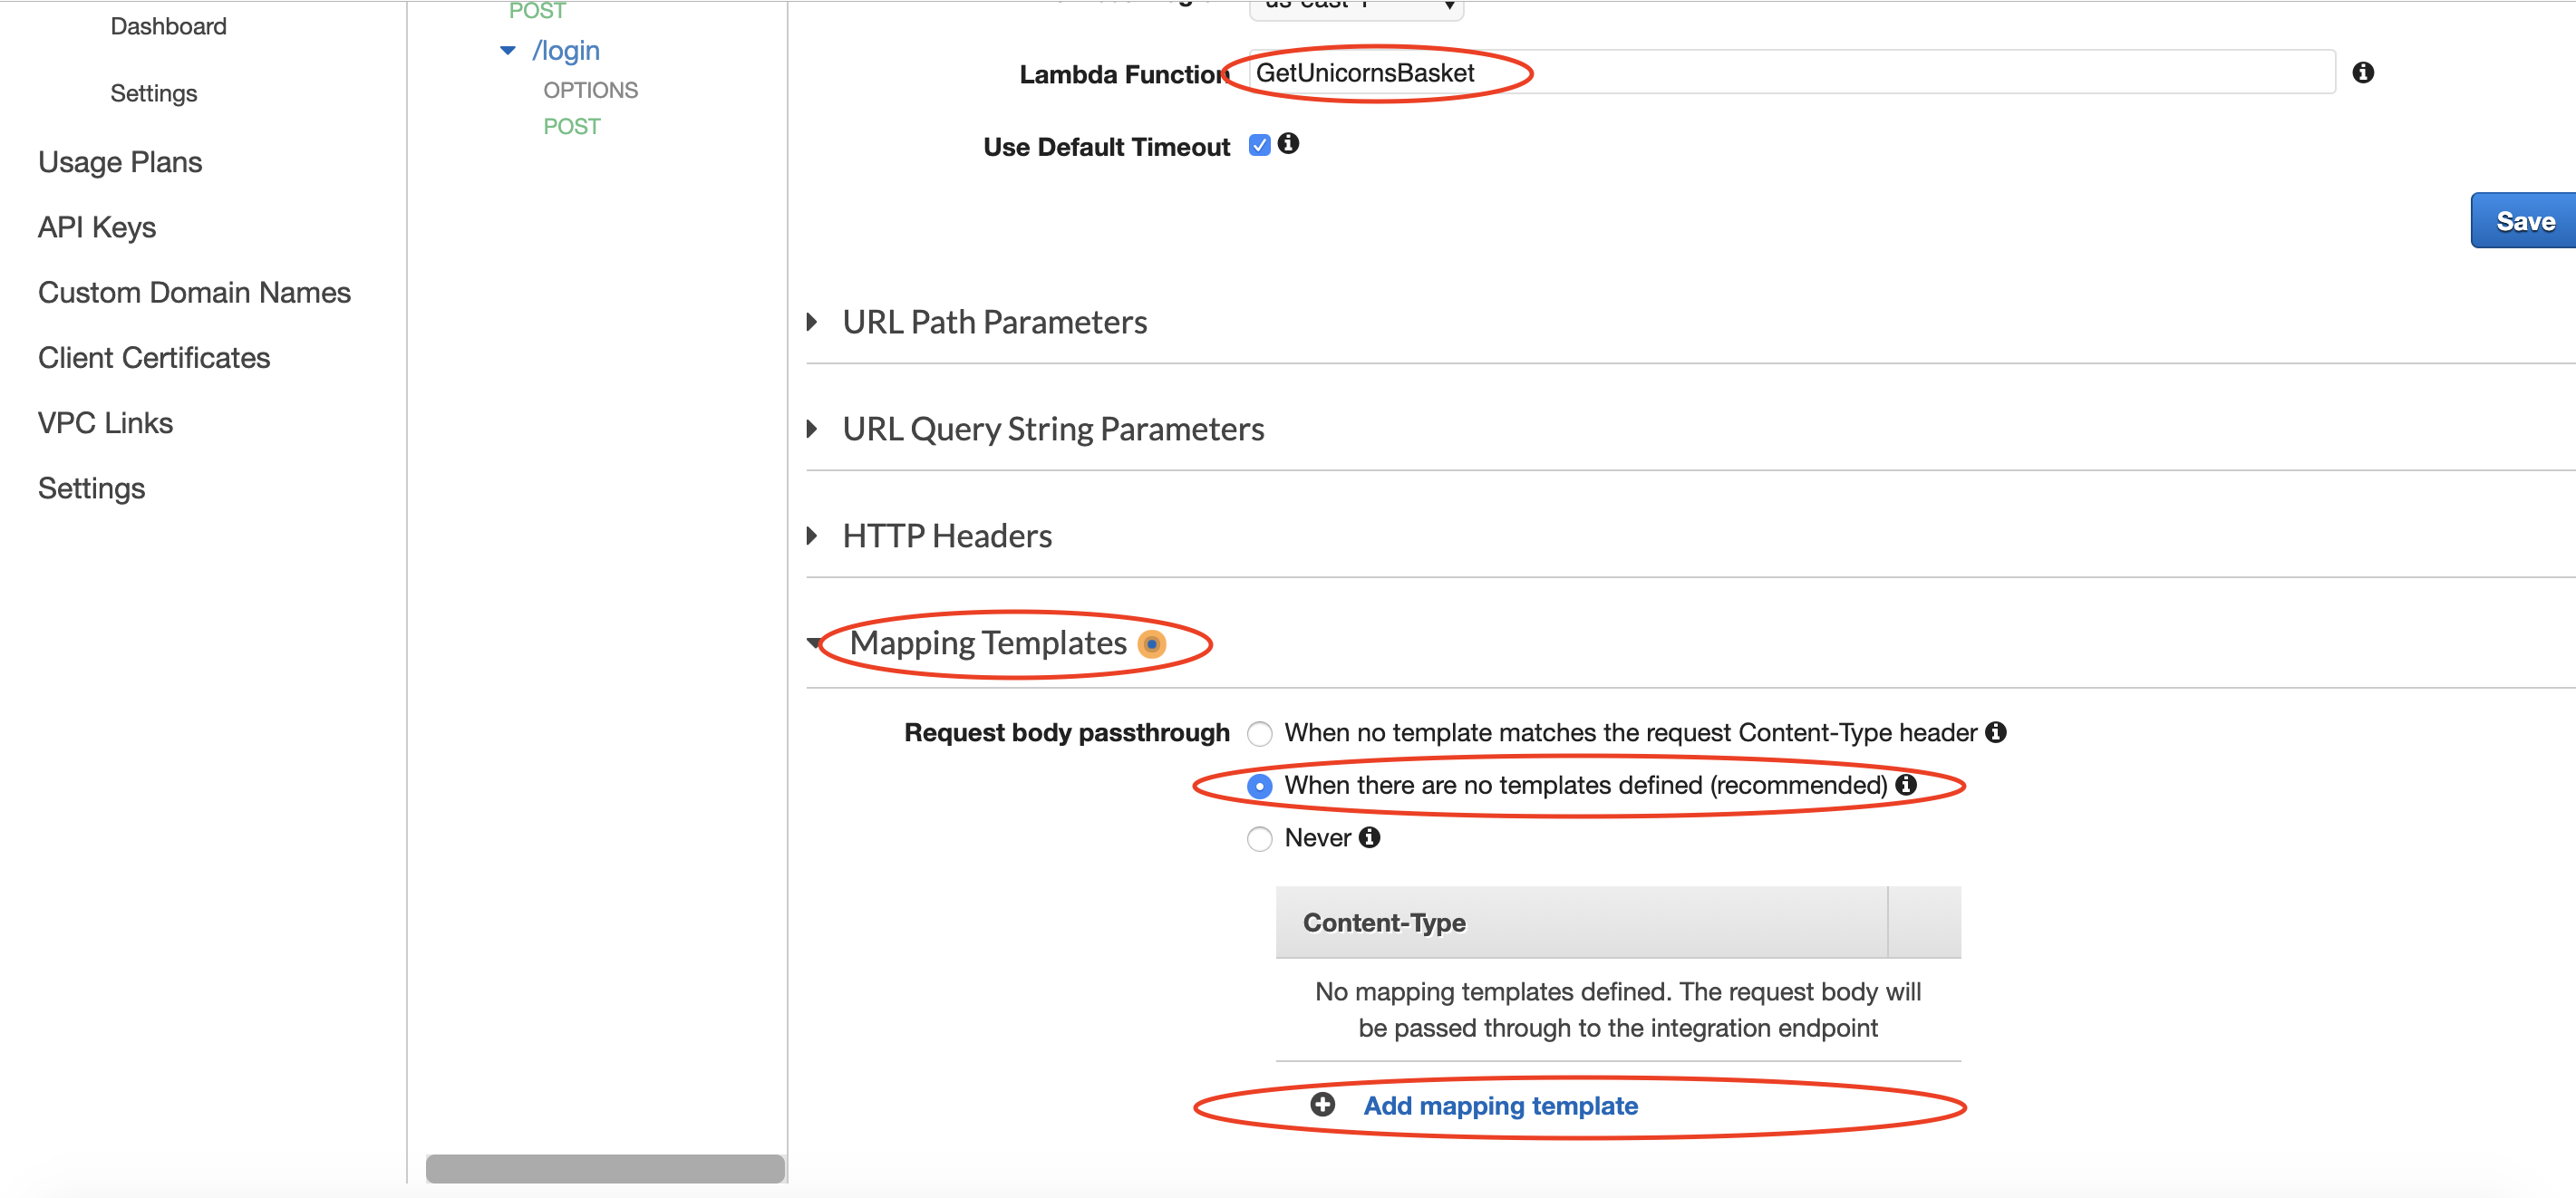 Dashboard
Settings
Usage Plans
API Keys
Custom Domain Names
Client Certificates
VPC Links
Settings
POST
/login
OPTIONS
POST
us-east-1
Lambda Function GetUnicornsBasket
Use Default Timeout
Save
URL Path Parameters
URL Query String Parameters
HTTP Headers
Mapping Templates
Request body passthrough When no template matches the request Content-Type header
When there are no templates defined (recommended)
Never
Content-Type
No mapping templates defined. The request body will
be passed through to the integration endpoint
Add mapping template